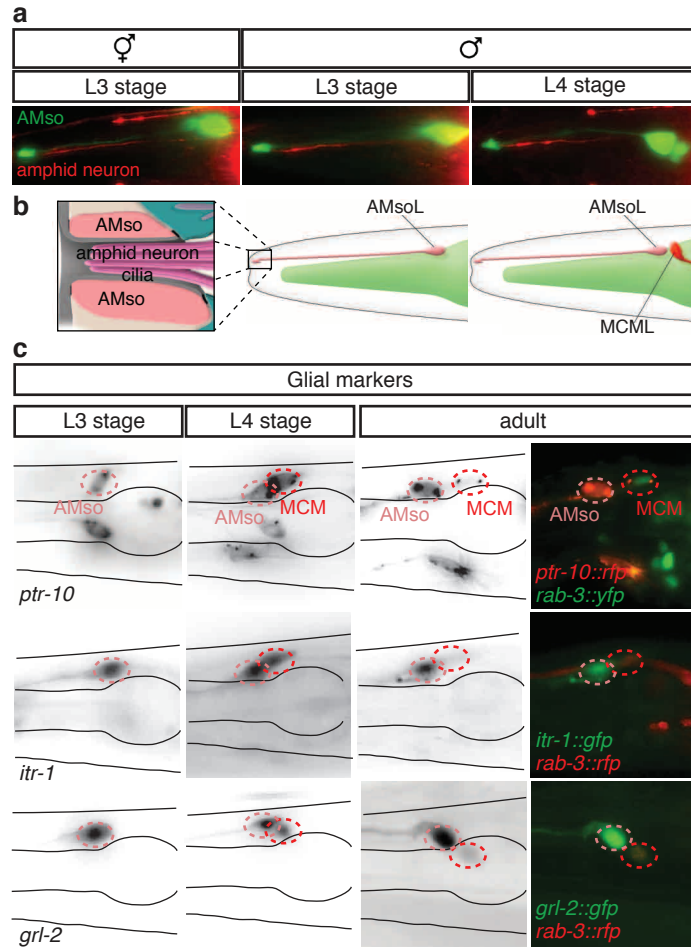 a
⚥ ♂
L3 stage L3 stage L4 stage
AMso
amphid neuron
b
AMso
amphid neuron
cilia
AMso
AMsoL AMsoL
MCML
c
Glial markers
L3 stage L4 stage adult
AMso AMso MCM AMso MCM AMso MCM
ptr-10 ptr-10::rfp
rab-3::yfp
itr-1 itr-1::gfp
rab-3::rfp
grl-2 grl-2::gfp
rab-3::rfp